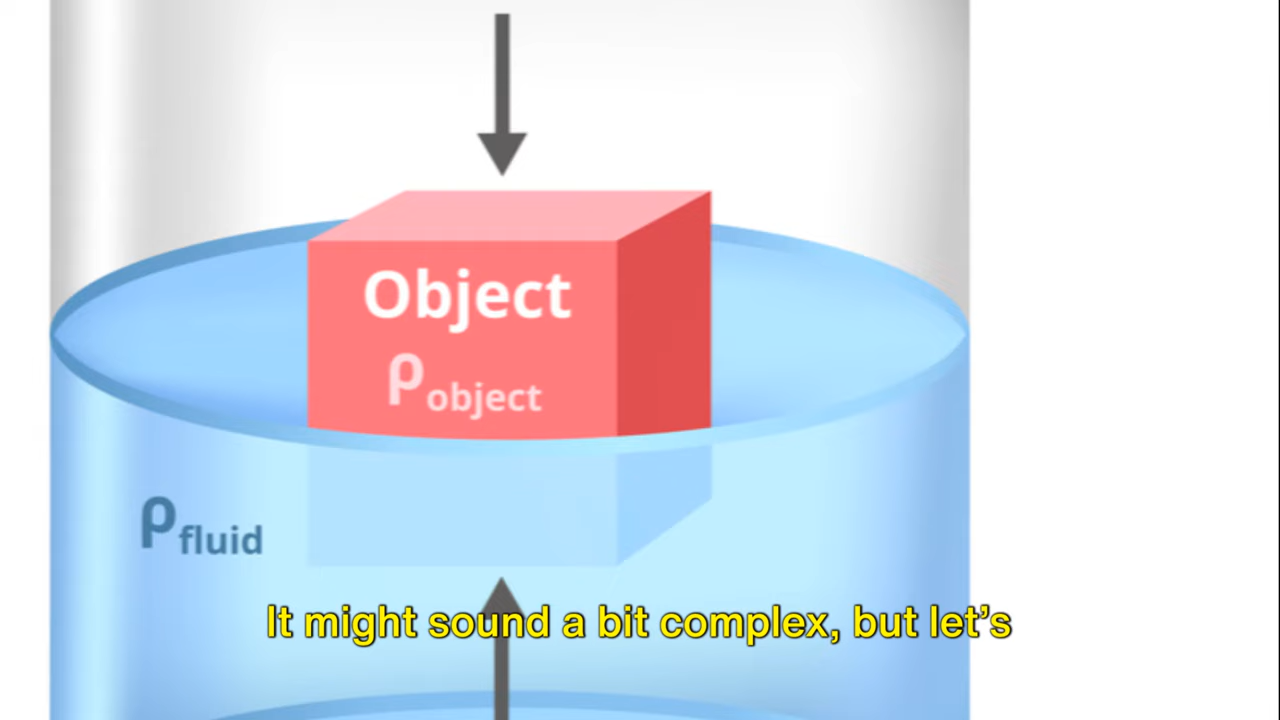 Object
ρobject
ρfluid
It might sound a bit complex, but let’s